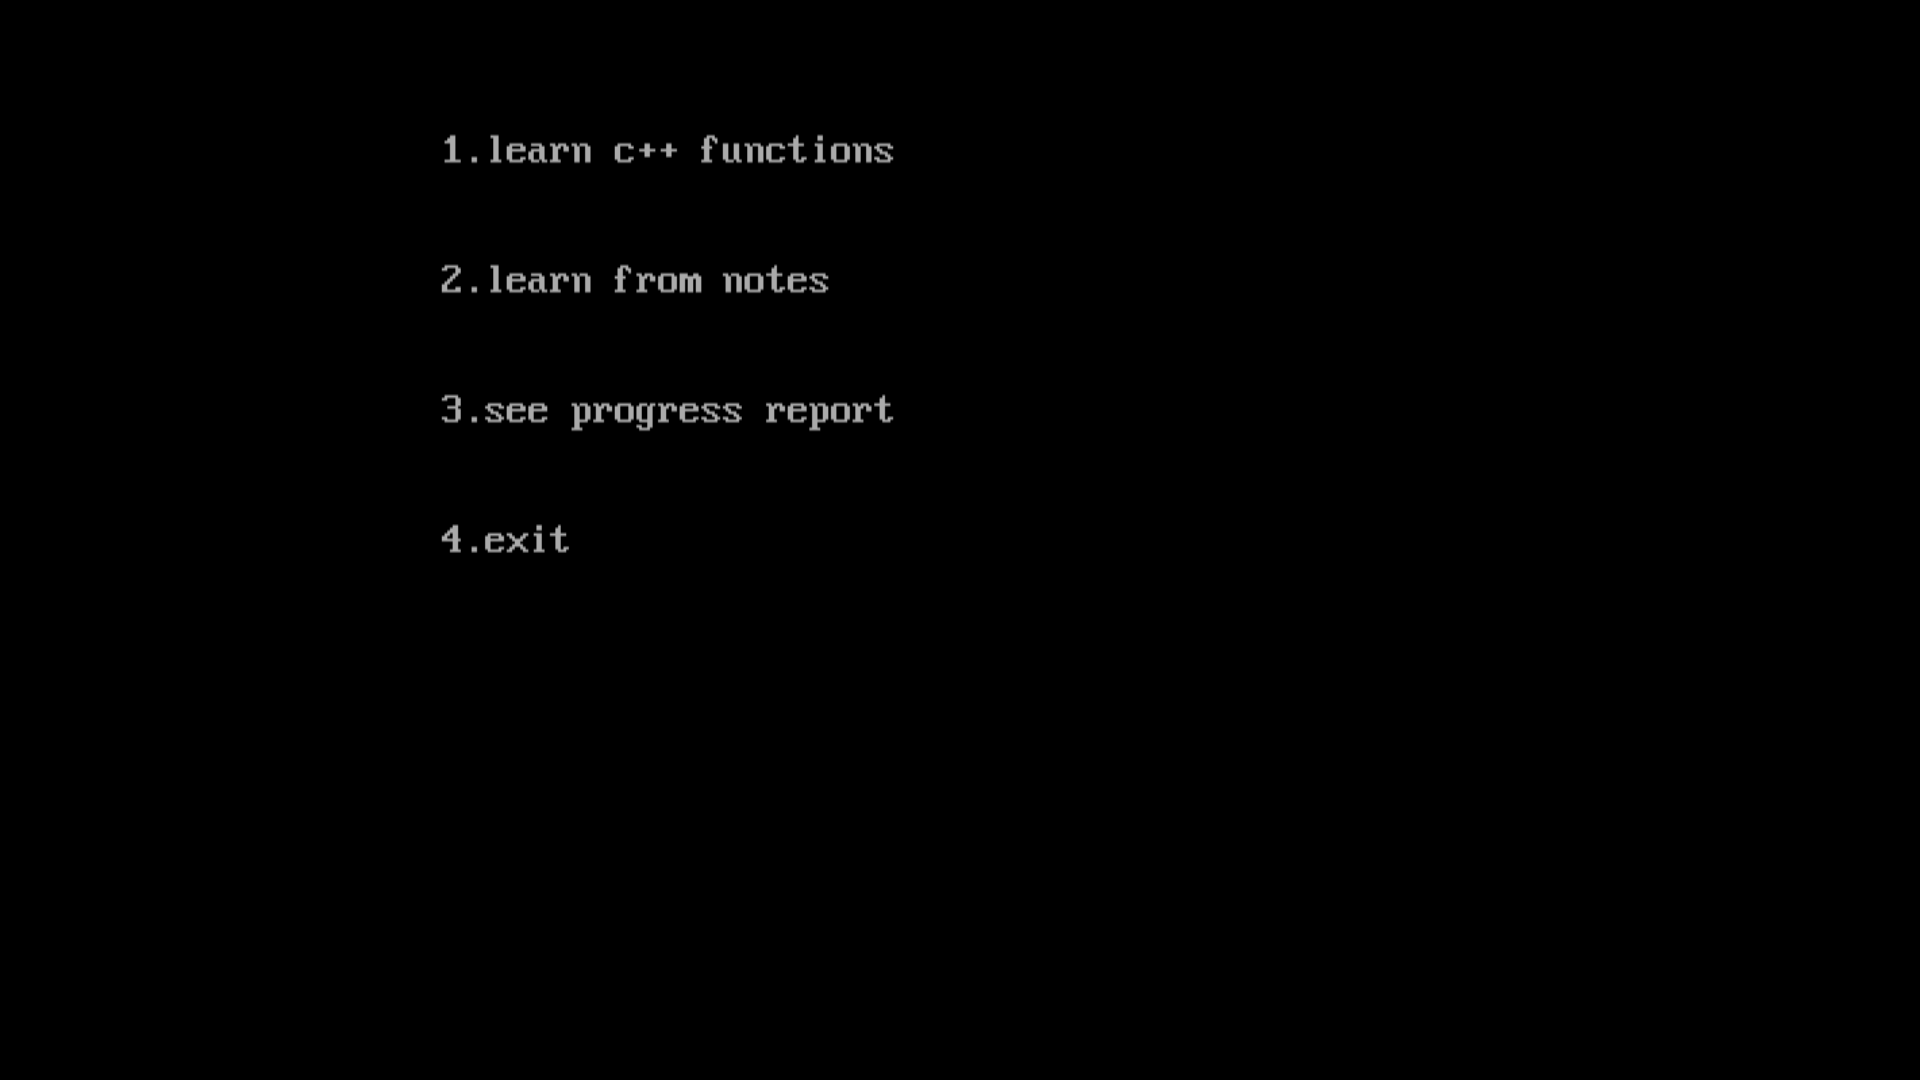 1.learn c++ functions
2.learn from notes
3.see progress report
4.exit